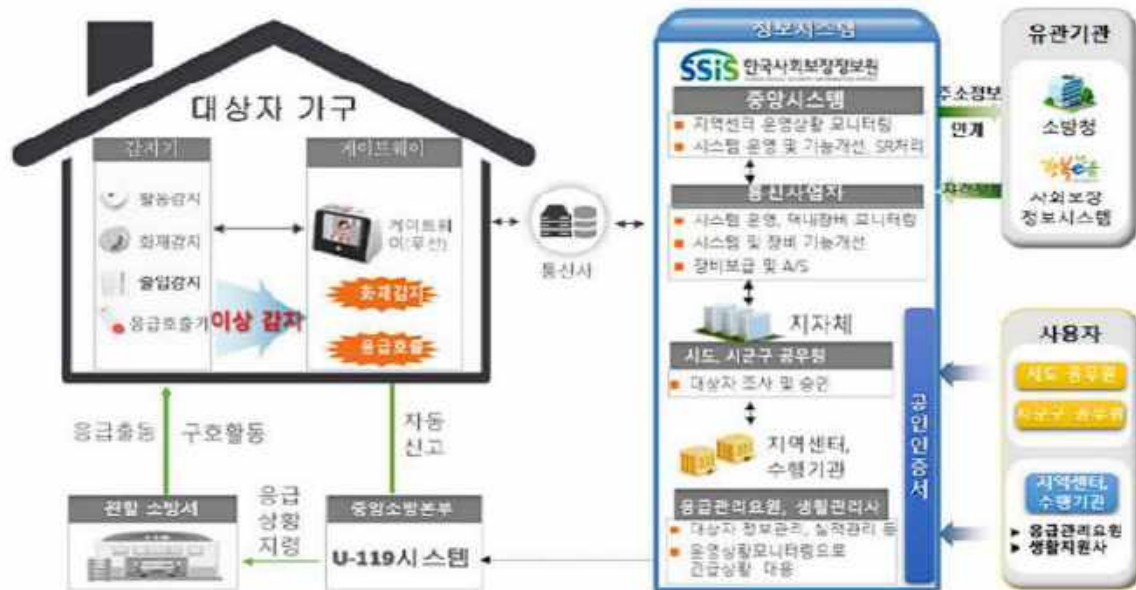 대상자 가구
감지기
활동감지
화재감지
출입감지
응급호출기
이상 감지
게이트웨이
게이트웨
이(무선)
화재감지
응급호출
통신사
응급출동
구호활동
자동
신고
관할 소방서
응급
상황
지령
중앙소방본부
U-119시스템
정보시스템
SSiS 한국사회보장정보원
중앙시스템
지역센터 운영상황 모니터링
시스템 운영 및 기능개선, SR처리
통신사업자
시스템 운영, 댁내장비 모니터링
시스템 및 장비 기능개선
장비보급 및 A/S
지자체
시도, 시군구 공무원
대상자 조사 및 승인
지역센터,
수행기관
응급관리요원, 생활관리사
대상자 정보관리, 실적관리 등
운영상황모니터링으로
긴급상황 대응
공인인증서
주소정보
연계
유관기관
소방청
행복e음
사회보장
정보시스템
사용자
시도 공무원
시군구 공무원
지역센터,
수행기관
➤ 응급관리요원
➤ 생활지원사